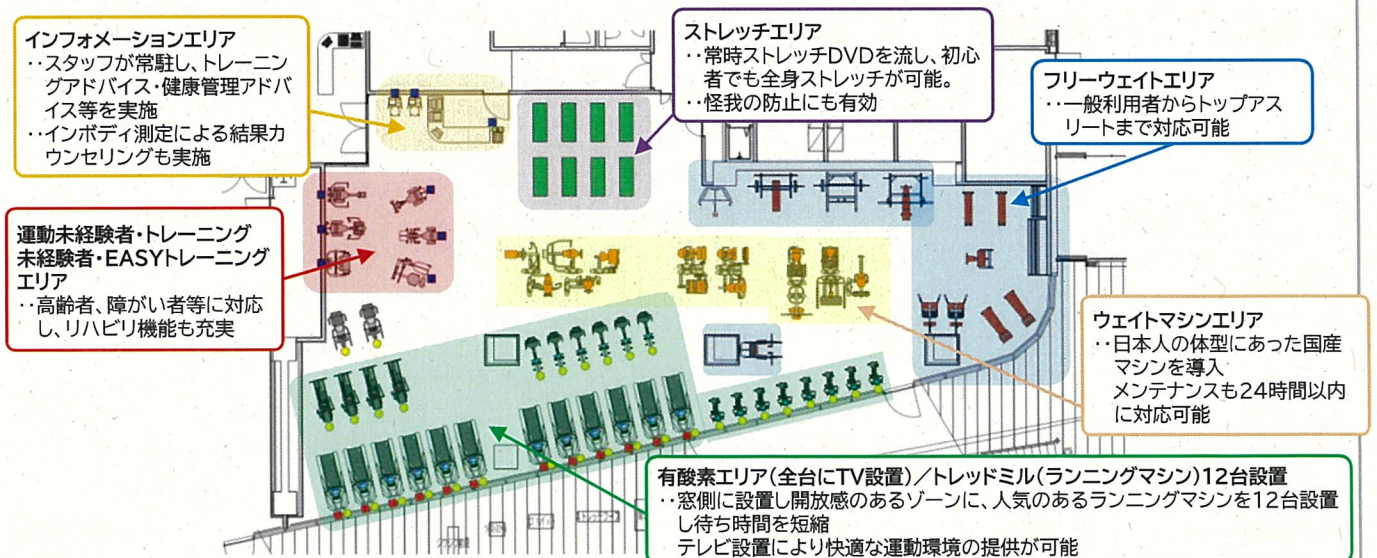 インフォメーションエリア
‥スタッフが常駐し、トレーニン
グアドバイス・健康管理アドバ
イス等を実施
‥インボディ測定による結果カ
ウンセリングも実施
ストレッチエリア
‥常時ストレッチDVDを流し、初心
者でも全身ストレッチが可能。
‥怪我の防止にも有効
フリーウェイトエリア
‥一般利用者からトップアス
リートまで対応可能
運動未経験者・トレーニング
未経験者・EASYトレーニング
エリア
‥高齢者、障がい者等に対応
し、リハビリ機能も充実
ウェイトマシンエリア
‥日本人の体型にあった国産
マシンを導入
メンテナンスも24時間以内
に対応可能
有酸素エリア(全台にTV設置)/トレッドミル(ランニングマシン)12台設置
‥窓側に設置し開放感のあるゾーンに、人気のあるランニングマシンを12台設置
し待ち時間を短縮
テレビ設置により快適な運動環境の提供が可能